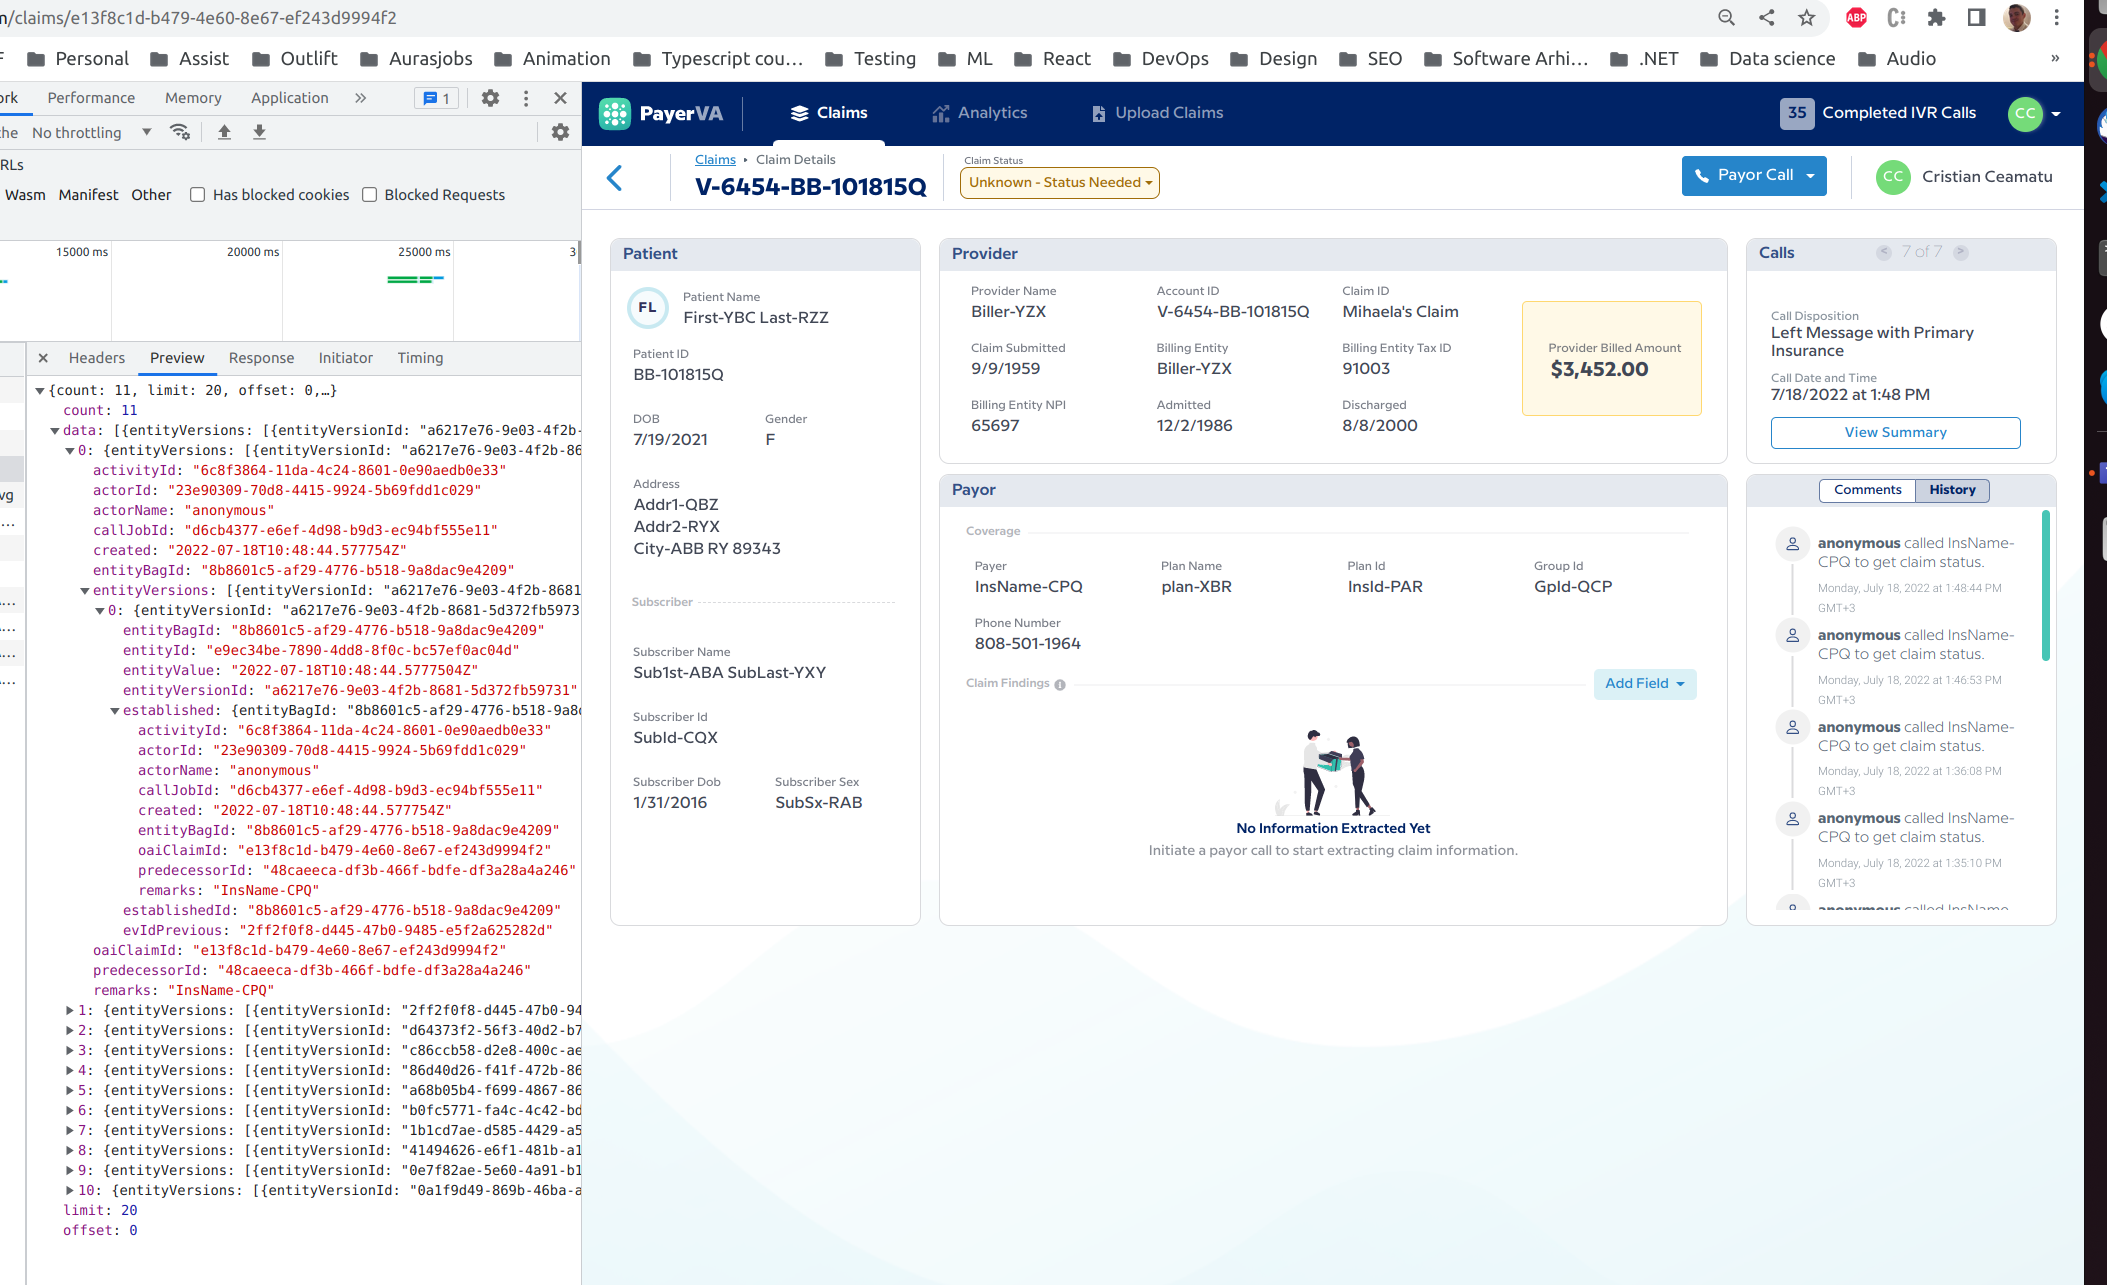 n/claims/e13f8c1d-b479-4e60-8e67-ef243d9994f2
ABP
F Personal Assist Outlift Aurasjobs Animation Typescript cou... Testing ML React DevOps Design SEO Software Arhi... .NET Data science Audio »
ork Performance Memory Application » 1
che No throttling
RLs
Wasm Manifest Other Has blocked cookies Blocked Requests
15000 ms 20000 ms 25000 ms 3
Headers Preview Response Initiator Timing
vg
{count: 11, limit: 20, offset: 0,…}
count: 11
data: [{entityVersions: [{entityVersionId: "a6217e76-9e03-4f2b-
0: {entityVersions: [{entityVersionId: "a6217e76-9e03-4f2b-86
activityId: "6c8f3864-11da-4c24-8601-0e90aedb0e33"
actorId: "23e90309-70d8-4415-9924-5b69fdd1c029"
actorName: "anonymous"
callJobId: "d6cb4377-e6ef-4d98-b9d3-ec94bf555e11"
created: "2022-07-18T10:48:44.577754Z"
entityBagId: "8b8601c5-af29-4776-b518-9a8dac9e4209"
entityVersions: [{entityVersionId: "a6217e76-9e03-4f2b-8681
0: {entityVersionId: "a6217e76-9e03-4f2b-8681-5d372fb5973
entityBagId: "8b8601c5-af29-4776-b518-9a8dac9e4209"
entityId: "e9ec34be-7890-4dd8-8f0c-bc57ef0ac04d"
entityValue: "2022-07-18T10:48:44.5777504Z"
entityVersionId: "a6217e76-9e03-4f2b-8681-5d372fb59731"
established: {entityBagId: "8b8601c5-af29-4776-b518-9a8d
activityId: "6c8f3864-11da-4c24-8601-0e90aedb0e33"
actorId: "23e90309-70d8-4415-9924-5b69fdd1c029"
actorName: "anonymous"
callJobId: "d6cb4377-e6ef-4d98-b9d3-ec94bf555e11"
created: "2022-07-18T10:48:44.577754Z"
entityBagId: "8b8601c5-af29-4776-b518-9a8dac9e4209"
oaiClaimId: "e13f8c1d-b479-4e60-8e67-ef243d9994f2"
predecessorId: "48caeeca-df3b-466f-bdfe-df3a28a4a246"
remarks: "InsName-CPQ"
establishedId: "8b8601c5-af29-4776-b518-9a8dac9e4209"
evIdPrevious: "2ff2f0f8-d445-47b0-9485-e5f2a625282d"
oaiClaimId: "e13f8c1d-b479-4e60-8e67-ef243d9994f2"
predecessorId: "48caeeca-df3b-466f-bdfe-df3a28a4a246"
remarks: "InsName-CPQ"
1: {entityVersions: [{entityVersionId: "2ff2f0f8-d445-47b0-94
2: {entityVersions: [{entityVersionId: "d64373f2-56f3-40d2-b7
3: {entityVersions: [{entityVersionId: "c86ccb58-d2e8-400c-ae
4: {entityVersions: [{entityVersionId: "86d40d26-f41f-472b-86
5: {entityVersions: [{entityVersionId: "a68b05b4-f699-4867-86
6: {entityVersions: [{entityVersionId: "b0fc5771-fa4c-4c42-bd
7: {entityVersions: [{entityVersionId: "1b1cd7ae-d585-4429-a5
8: {entityVersions: [{entityVersionId: "41494626-e6f1-481b-a1
9: {entityVersions: [{entityVersionId: "0e7f82ae-5e60-4a91-b1
10: {entityVersions: [{entityVersionId: "0a1f9d49-869b-46ba-a
limit: 20
offset: 0
PayerVA Claims Analytics Upload Claims 35 Completed IVR Calls CC
Claims • Claim Details
V-6454-BB-101815Q
Claim Status
Unknown - Status Needed
Payor Call CC Cristian Ceamatu
Patient
FL
Patient Name
First-YBC Last-RZZ
Patient ID
BB-101815Q
DOB Gender
7/19/2021 F
Address
Addr1-QBZ
Addr2-RYX
City-ABB RY 89343
Subscriber
Subscriber Name
Sub1st-ABA SubLast-YXY
Subscriber Id
SubId-CQX
Subscriber Dob Subscriber Sex
1/31/2016 SubSx-RAB
Provider
Provider Name Account ID Claim ID
Biller-YZX V-6454-BB-101815Q Mihaela's Claim
Claim Submitted Billing Entity Billing Entity Tax ID
9/9/1959 Biller-YZX 91003
Billing Entity NPI Admitted Discharged
65697 12/2/1986 8/8/2000
Provider Billed Amount
$3,452.00
Payor
Coverage
Payer Plan Name Plan Id Group Id
InsName-CPQ plan-XBR InsId-PAR GpId-QCP
Phone Number
808-501-1964
Claim Findings Add Field
No Information Extracted Yet
Initiate a payor call to start extracting claim information.
Calls < 7 of 7 >
Call Disposition
Left Message with Primary
Insurance
Call Date and Time
7/18/2022 at 1:48 PM
View Summary
Comments History
anonymous called InsName-
CPQ to get claim status.
Monday, July 18, 2022 at 1:48:44 PM
GMT+3
anonymous called InsName-
CPQ to get claim status.
Monday, July 18, 2022 at 1:46:53 PM
GMT+3
anonymous called InsName-
CPQ to get claim status.
Monday, July 18, 2022 at 1:36:08 PM
GMT+3
anonymous called InsName-
CPQ to get claim status.
Monday, July 18, 2022 at 1:35:10 PM
GMT+3
anonymous called InsName-